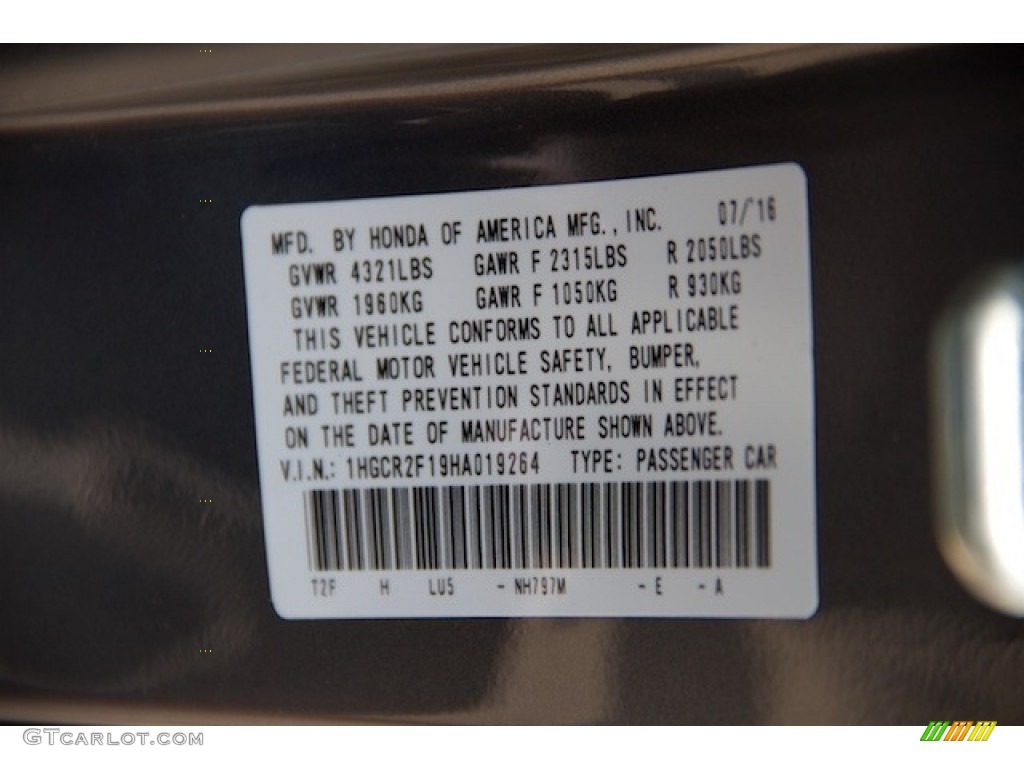 07/'16
MFD. BY HONDA OF AMERICA MFG., INC.
GVWR 4321LBS GAWR F 2315LBS R 2050LBS
GVWR 1960KG GAWR F 1050KG R 930KG
THIS VEHICLE CONFORMS TO ALL APPLICABLE
FEDERAL MOTOR VEHICLE SAFETY, BUMPER,
AND THEFT PREVENTION STANDARDS IN EFFECT
ON THE DATE OF MANUFACTURE SHOWN ABOVE.
V.I.N.: 1HGCR2F19HA019264 TYPE: PASSENGER CAR
T2F H LU5 - NH797M - E - A
GTCARLOT.COM